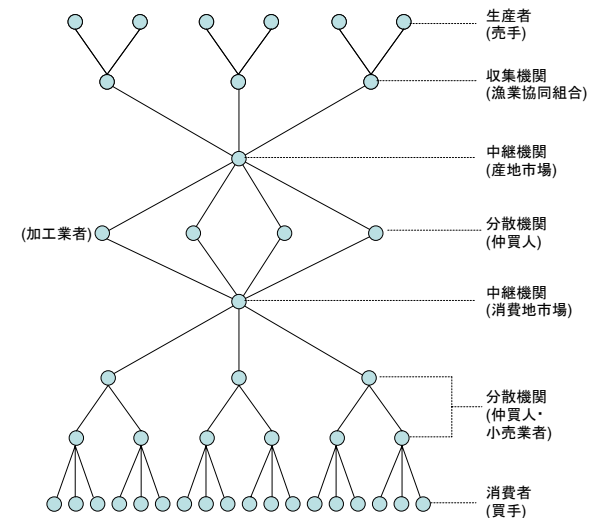 生産者
(売手)
収集機関
(漁業協同組合)
中継機関
(産地市場)
(加工業者)
分散機関
(仲買人)
中継機関
(消費地市場)
分散機関
(仲買人・
小売業者)
消費者
(買手)